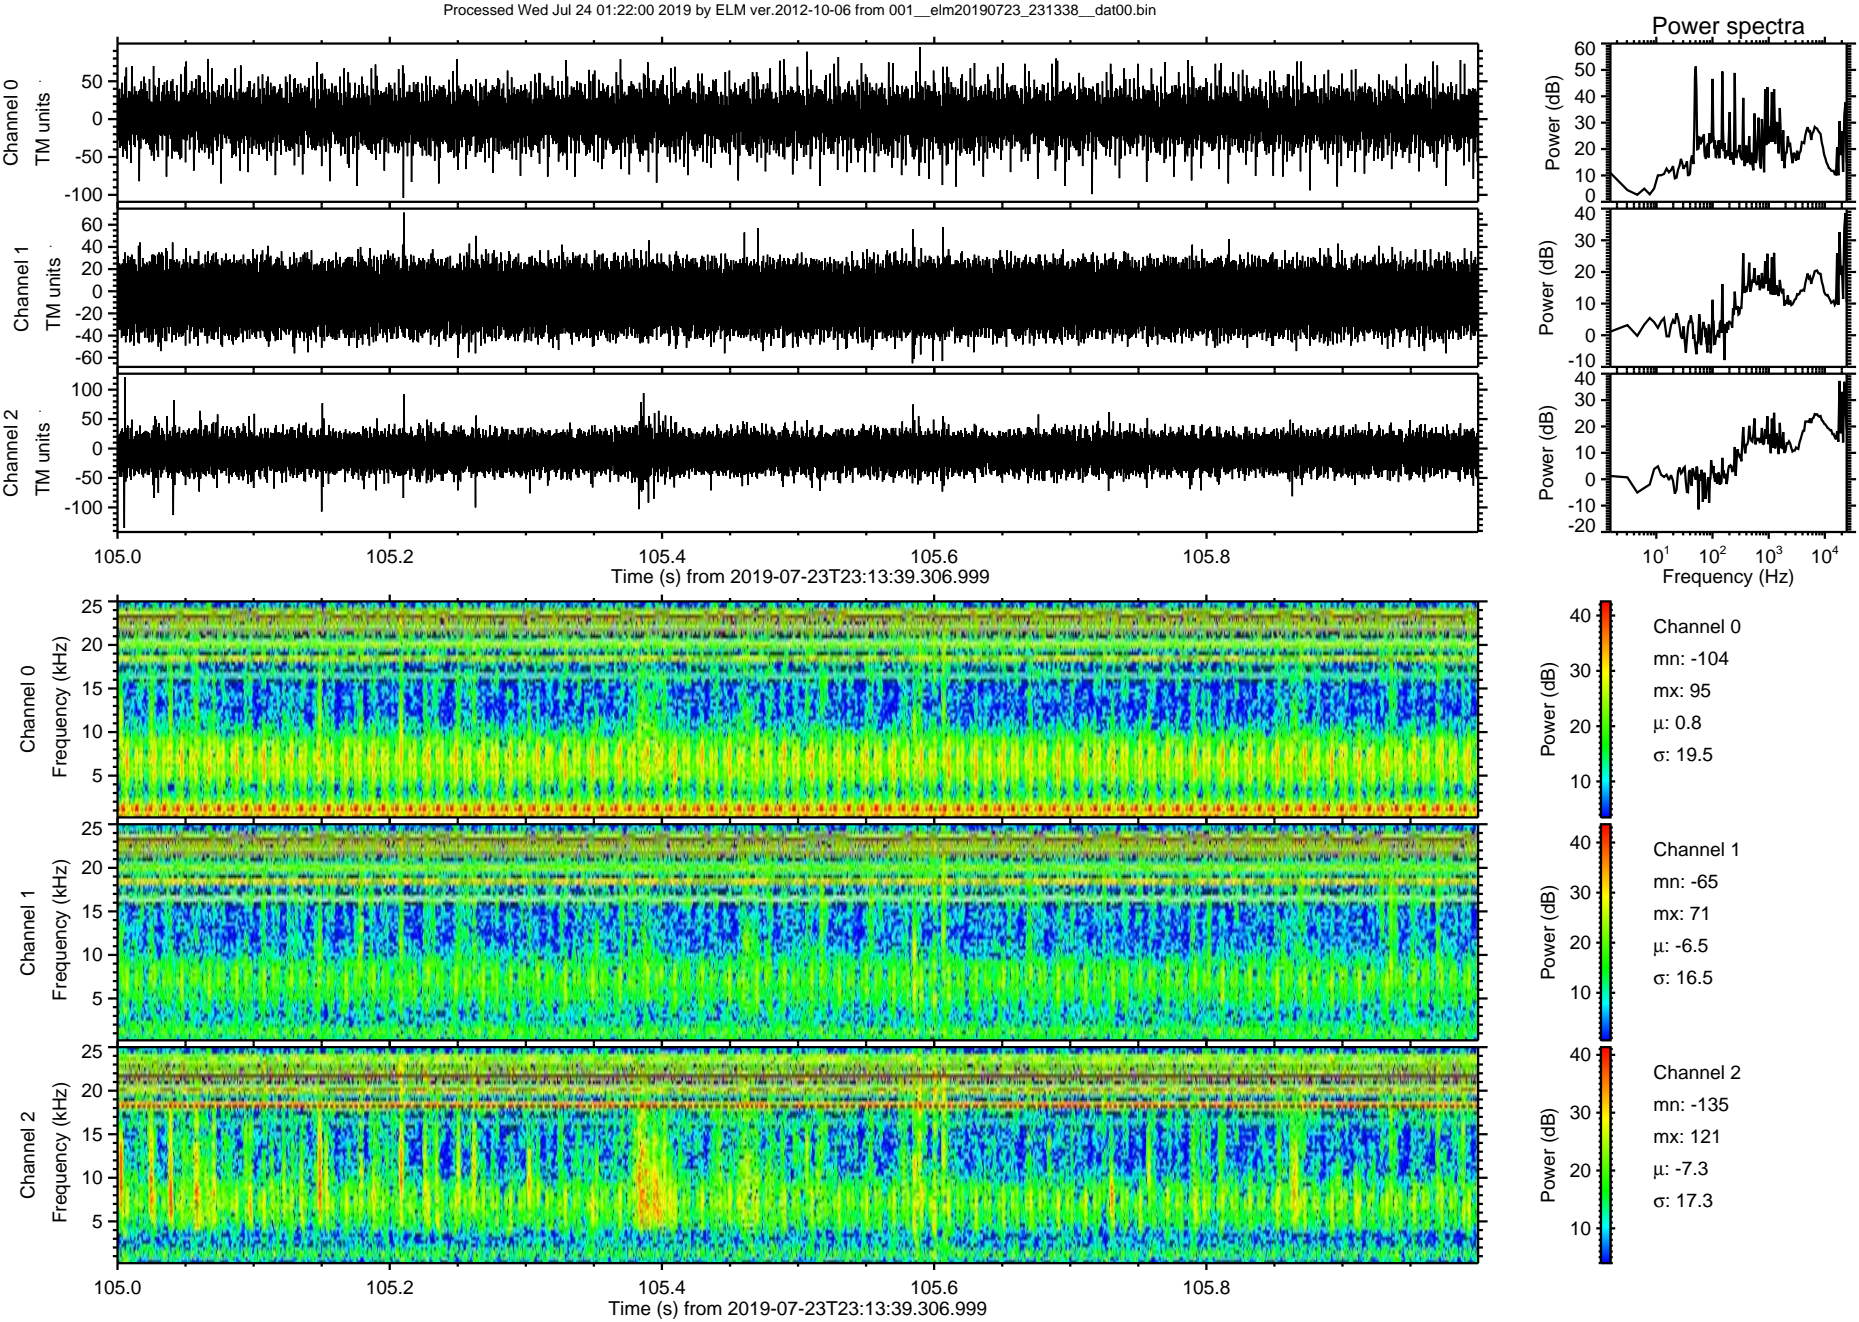 Processed Wed Jul 24 01:22:00 2019 by ELM ver.2012-10-06 from 001__elm20190723_231338__dat00.bin
Power spectra
Channel 0
TM units
50
0
-50
-100
Power (dB)
60
50
40
30
20
10
0
Channel 1
TM units
60
40
20
0
-20
-40
-60
Power (dB)
40
30
20
10
0
-10
Channel 2
TM units
100
50
0
-50
-100
Power (dB)
40
30
20
10
0
-10
-20
105.0 105.2 105.4 105.6 105.8
Time (s) from 2019-07-23T23:13:39.306.999
10¹ 10² 10³ 10⁴
Frequency (Hz)
Channel 0
Frequency (kHz)
25
20
15
10
5
Power (dB)
40
30
20
10
Channel 0
mn: -104
mx: 95
μ: 0.8
σ: 19.5
Channel 1
Frequency (kHz)
25
20
15
10
5
Power (dB)
40
30
20
10
Channel 1
mn: -65
mx: 71
μ: -6.5
σ: 16.5
Channel 2
Frequency (kHz)
25
20
15
10
5
Power (dB)
40
30
20
10
Channel 2
mn: -135
mx: 121
μ: -7.3
σ: 17.3
105.0 105.2 105.4 105.6 105.8
Time (s) from 2019-07-23T23:13:39.306.999